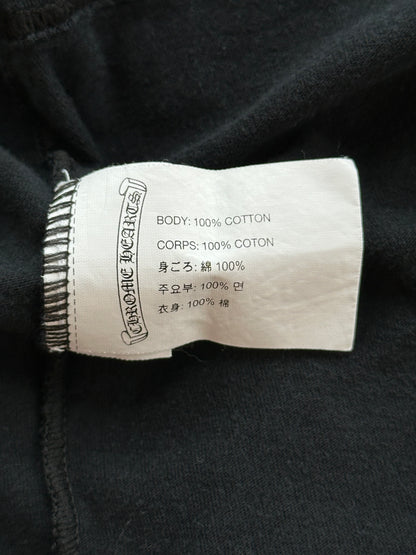 CHROME HEARTS
BODY: 100% COTTON
CORPS: 100% COTON
身ごろ: 綿 100%
주요부: 100% 면
衣身: 100% 棉